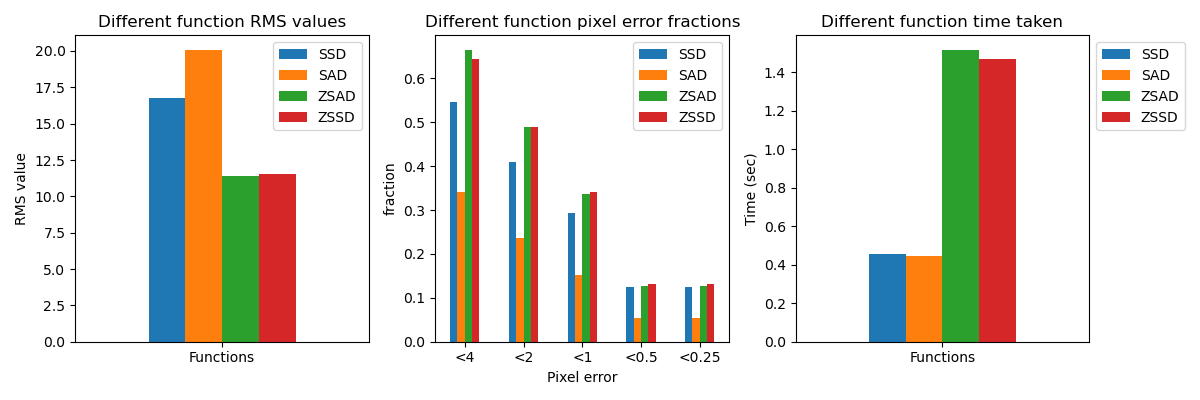 Different function RMS values
RMS value
20.0
17.5
15.0
12.5
10.0
7.5
5.0
2.5
0.0
Functions
SSD
SAD
ZSAD
ZSSD
Different function pixel error fractions
fraction
0.6
0.5
0.4
0.3
0.2
0.1
0.0
<4 <2 <1 <0.5 <0.25
Pixel error
SSD
SAD
ZSAD
ZSSD
Different function time taken
Time (sec)
1.4
1.2
1.0
0.8
0.6
0.4
0.2
0.0
Functions
SSD
SAD
ZSAD
ZSSD